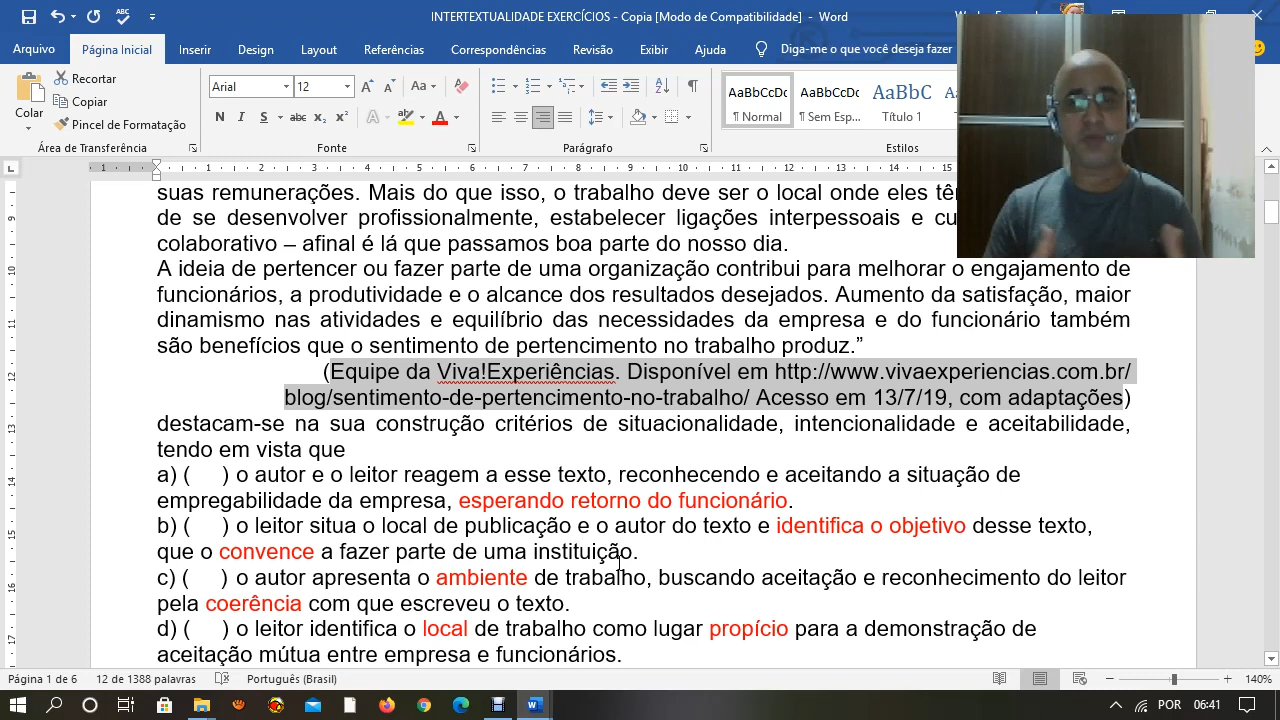 INTERTEXTUALIDADE EXERCÍCIOS - Copia [Modo de Compatibilidade] - Word
Arquivo Página Inicial Inserir Design Layout Referências Correspondências Revisão Exibir Ajuda Diga-me o que você deseja fazer
Colar
Recortar
Copiar
Pincel de Formatação
Área de Transferência
Arial 12
Fonte
Parágrafo
AaBbCcDc AaBbCcDc AaBbCc
¶ Normal ¶ Sem Esp... Título 1
Estilos
suas remunerações. Mais do que isso, o trabalho deve ser o local onde eles
de se desenvolver profissionalmente, estabelecer ligações interpessoais e
colaborativo – afinal é lá que passamos boa parte do nosso dia.
A ideia de pertencer ou fazer parte de uma organização contribui para melhorar o engajamento de
funcionários, a produtividade e o alcance dos resultados desejados. Aumento da satisfação, maior
dinamismo nas atividades e equilíbrio das necessidades da empresa e do funcionário também
são benefícios que o sentimento de pertencimento no trabalho produz.”
(Equipe da Viva!Experiências. Disponível em http://www.vivaexperiencias.com.br/
blog/sentimento-de-pertencimento-no-trabalho/ Acesso em 13/7/19, com adaptações)
destacam-se na sua construção critérios de situacionalidade, intencionalidade e aceitabilidade,
tendo em vista que
a) ( ) o autor e o leitor reagem a esse texto, reconhecendo e aceitando a situação de
empregabilidade da empresa, esperando retorno do funcionário.
b) ( ) o leitor situa o local de publicação e o autor do texto e identifica o objetivo desse texto,
que o convence a fazer parte de uma instituição.
c) ( ) o autor apresenta o ambiente de trabalho, buscando aceitação e reconhecimento do leitor
pela coerência com que escreveu o texto.
d) ( ) o leitor identifica o local de trabalho como lugar propício para a demonstração de
aceitação mútua entre empresa e funcionários.
Página 1 de 6 12 de 1388 palavras Português (Brasil) 140%
POR 06:41